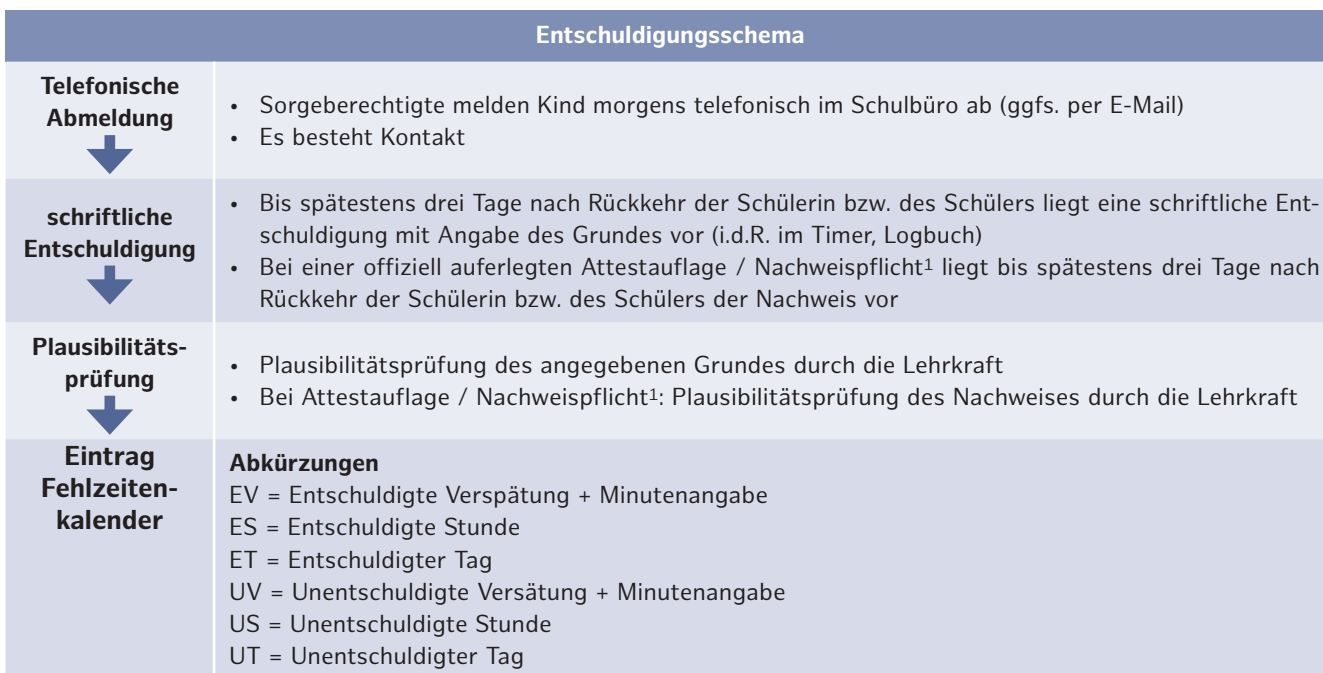 Entschuldigungsschema
Telefonische
Abmeldung
• Sorgeberechtigte melden Kind morgens telefonisch im Schulbüro ab (ggfs. per E-Mail)
• Es besteht Kontakt
schriftliche
Entschuldigung
• Bis spätestens drei Tage nach Rückkehr der Schülerin bzw. des Schülers liegt eine schriftliche Ent-
schuldigung mit Angabe des Grundes vor (i.d.R. im Timer, Logbuch)
• Bei einer offiziell auferlegten Attestauflage / Nachweispflicht¹ liegt bis spätestens drei Tage nach
Rückkehr der Schülerin bzw. des Schülers der Nachweis vor
Plausibilitäts-
prüfung
• Plausibilitätsprüfung des angegebenen Grundes durch die Lehrkraft
• Bei Attestauflage / Nachweispflicht¹: Plausibilitätsprüfung des Nachweises durch die Lehrkraft
Eintrag
Fehlzeiten-
kalender
Abkürzungen
EV = Entschuldigte Verspätung + Minutenangabe
ES = Entschuldigte Stunde
ET = Entschuldigter Tag
UV = Unentschuldigte Versätung + Minutenangabe
US = Unentschuldigte Stunde
UT = Unentschuldigter Tag